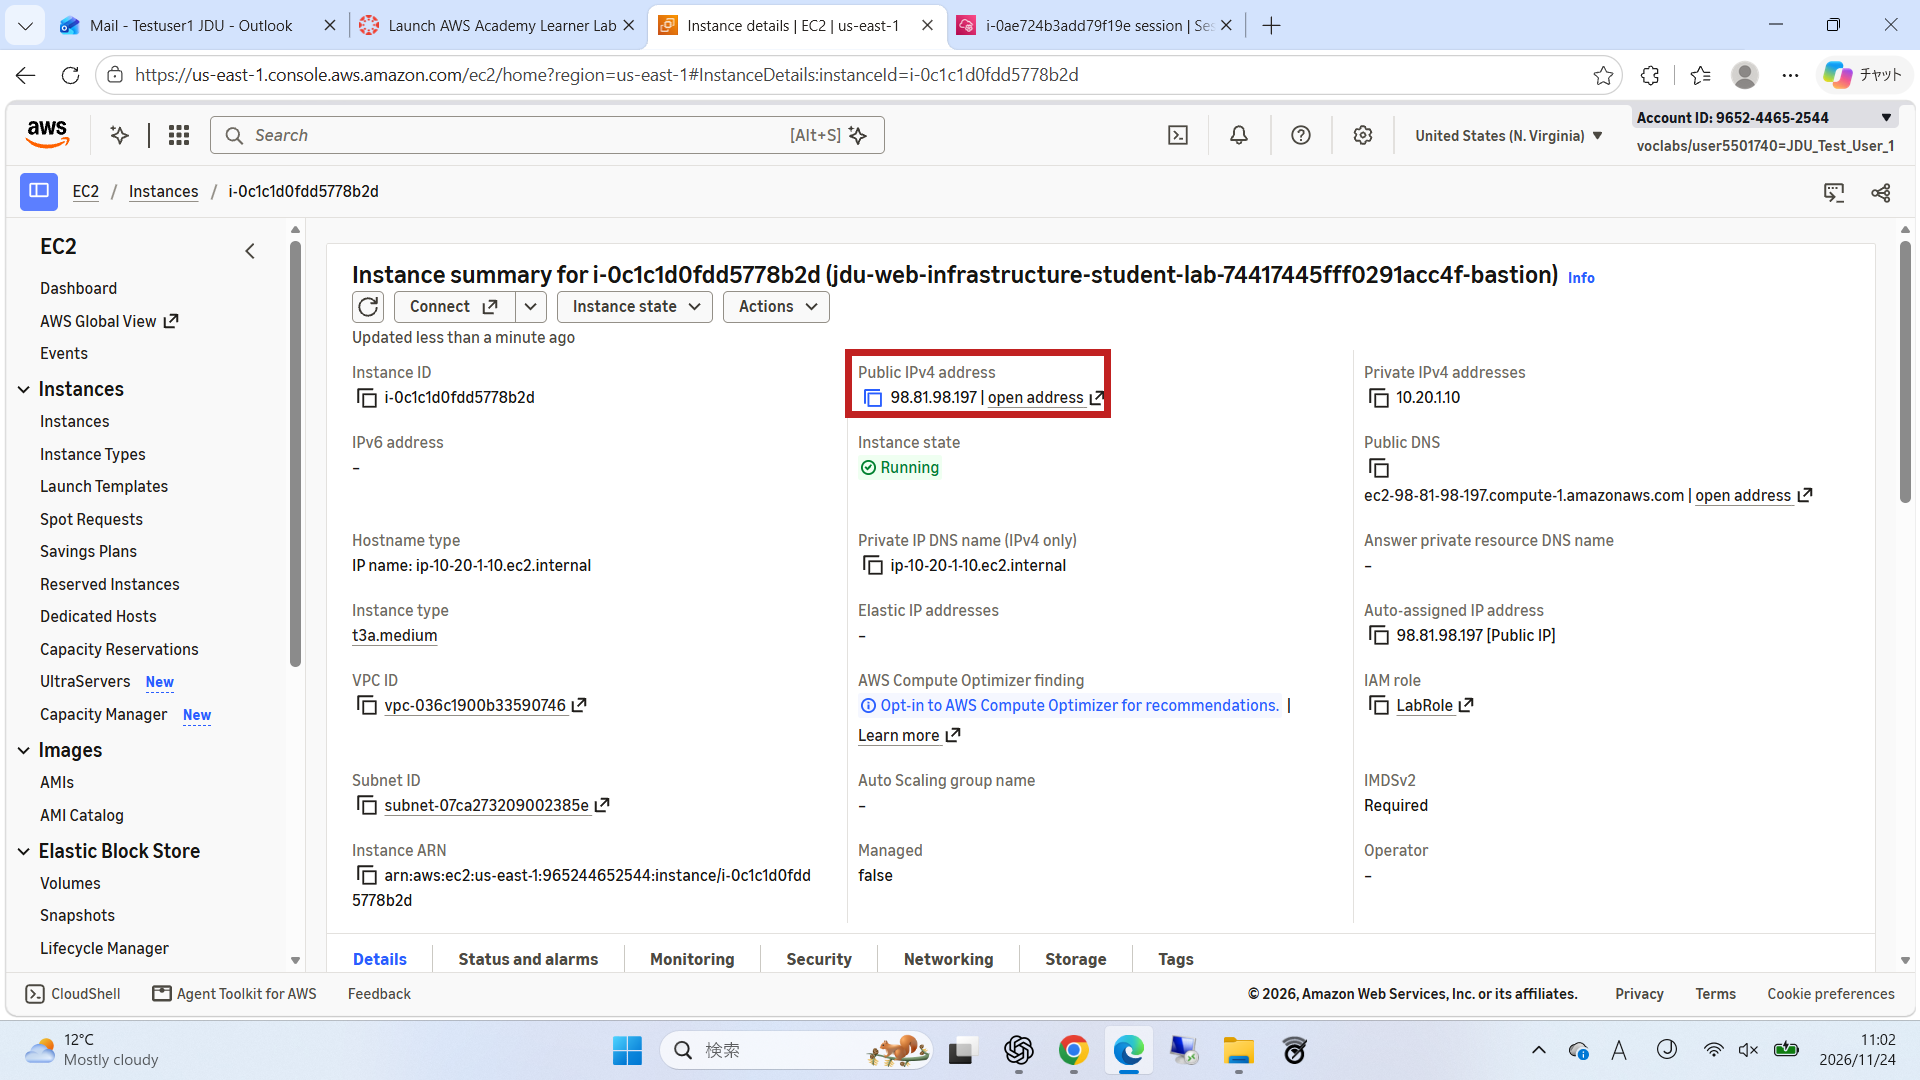 Mail - Testuser1 JDU - Outlook
Launch AWS Academy Learner Lab
Instance details | EC2 | us-east-1
i-0ae724b3add79f19e session | Ses
https://us-east-1.console.aws.amazon.com/ec2/home?region=us-east-1#InstanceDetails:instanceId=i-0c1c1d0fdd5778b2d
チャット
aws
Search
[Alt+S]
United States (N. Virginia)
Account ID: 9652-4465-2544
voclabs/user5501740=JDU_Test_User_1
EC2 / Instances / i-0c1c1d0fdd5778b2d
EC2
Dashboard
AWS Global View
Events
Instances
Instances
Instance Types
Launch Templates
Spot Requests
Savings Plans
Reserved Instances
Dedicated Hosts
Capacity Reservations
UltraServers New
Capacity Manager New
Images
AMIs
AMI Catalog
Elastic Block Store
Volumes
Snapshots
Lifecycle Manager
Instance summary for i-0c1c1d0fdd5778b2d (jdu-web-infrastructure-student-lab-74417445fff0291acc4f-bastion) Info
Connect
Instance state
Actions
Updated less than a minute ago
Instance ID
i-0c1c1d0fdd5778b2d
Public IPv4 address
98.81.98.197 | open address
Private IPv4 addresses
10.20.1.10
IPv6 address
–
Instance state
Running
Public DNS
ec2-98-81-98-197.compute-1.amazonaws.com | open address
Hostname type
IP name: ip-10-20-1-10.ec2.internal
Private IP DNS name (IPv4 only)
ip-10-20-1-10.ec2.internal
Answer private resource DNS name
–
Instance type
t3a.medium
Elastic IP addresses
–
Auto-assigned IP address
98.81.98.197 [Public IP]
VPC ID
vpc-036c1900b33590746
AWS Compute Optimizer finding
Opt-in to AWS Compute Optimizer for recommendations. |
Learn more
IAM role
LabRole
Subnet ID
subnet-07ca273209002385e
Auto Scaling group name
–
IMDSv2
Required
Instance ARN
arn:aws:ec2:us-east-1:965244652544:instance/i-0c1c1d0fdd
5778b2d
Managed
false
Operator
–
Details
Status and alarms
Monitoring
Security
Networking
Storage
Tags
CloudShell
Agent Toolkit for AWS
Feedback
© 2026, Amazon Web Services, Inc. or its affiliates.
Privacy
Terms
Cookie preferences
12°C
Mostly cloudy
検索
A
11:02
2026/11/24